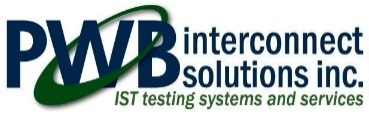 PWB interconnect
solutions inc.
IST testing systems and services